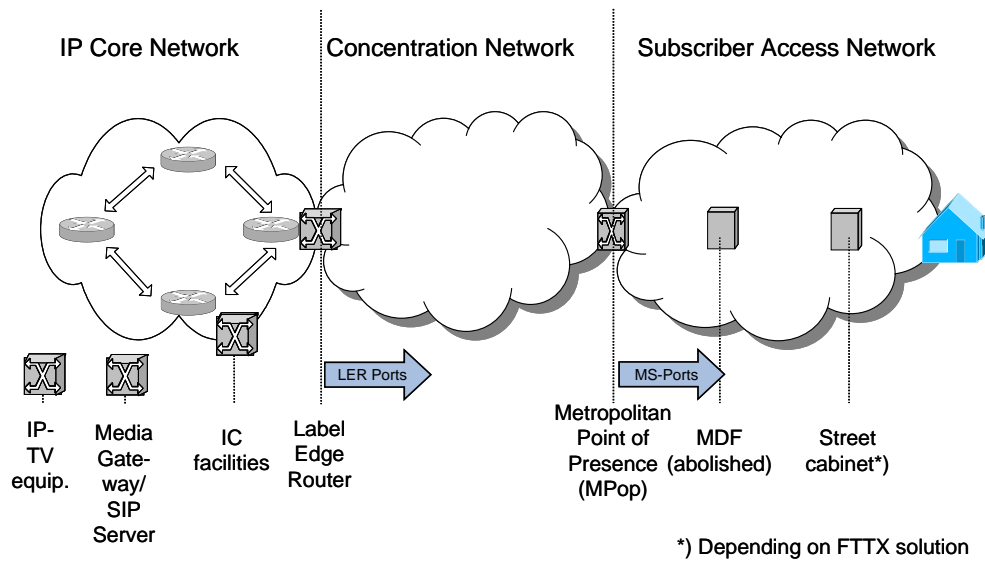 IP Core Network
Concentration Network
Subscriber Access Network
LER Ports
MS-Ports
IP-
TV
equip.
Media
Gate-
way/
SIP
Server
IC
facilities
Label
Edge
Router
Metropolitan
Point of
Presence
(MPop)
MDF
(abolished)
Street
cabinet*)
*) Depending on FTTX solution